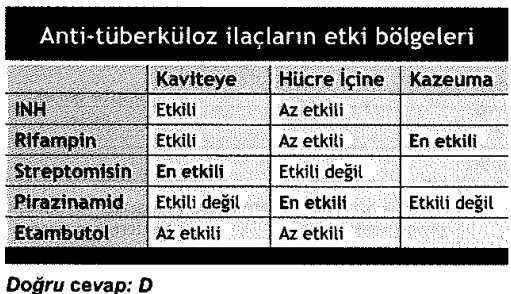 Anti-tüberküloz ilaçların etki bölgeleri
Kaviteye Hücre İçine Kazeuma
INH Etkili Az etkili
Rifampin Etkili Az etkili En etkili
Streptomisin En etkili Etkili değil
Pirazinamid Etkili değil En etkili Etkili değil
Etambutol Az etkili Az etkili
Doğru cevap: D